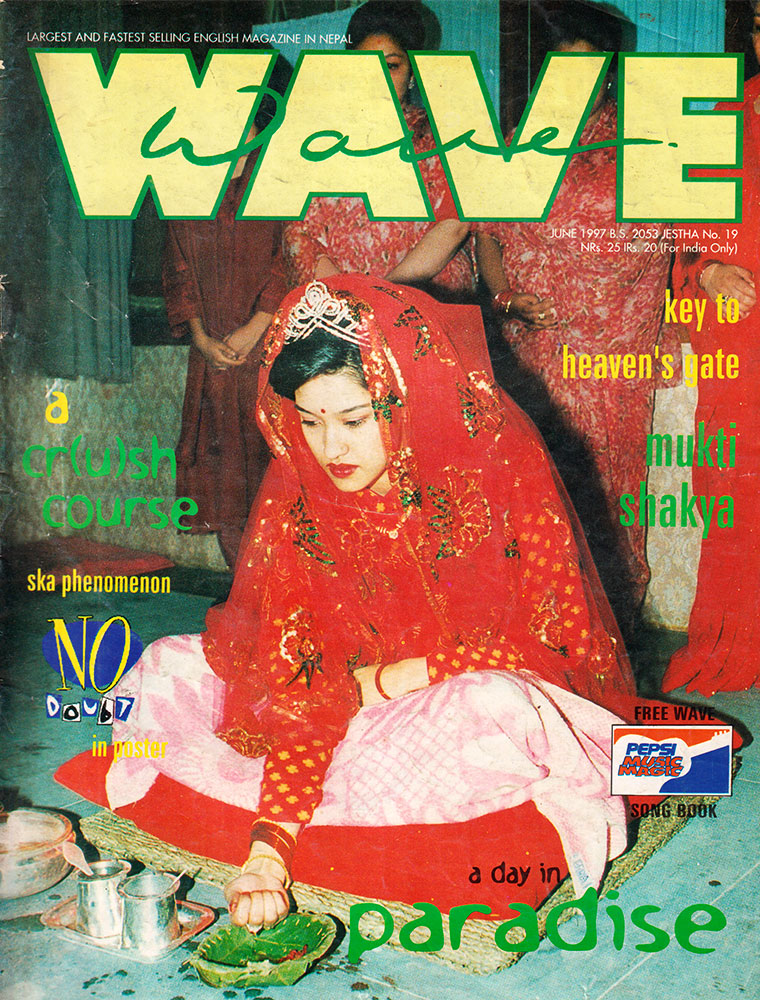 LARGEST AND FASTEST SELLING ENGLISH MAGAZINE IN NEPAL
WAVE
Wave
JUNE 1997 B.S. 2053 JESTHA No. 19
NRs. 25 IRs. 20 (For India Only)
key to
heaven's gate
mukti
shakya
a
cr(u)sh
course
ska phenomenon
NO
DOUbT
in poster
FREE WAVE
PEPSI
MUSIC
MAGIC
SONG BOOK
a day in
paradise